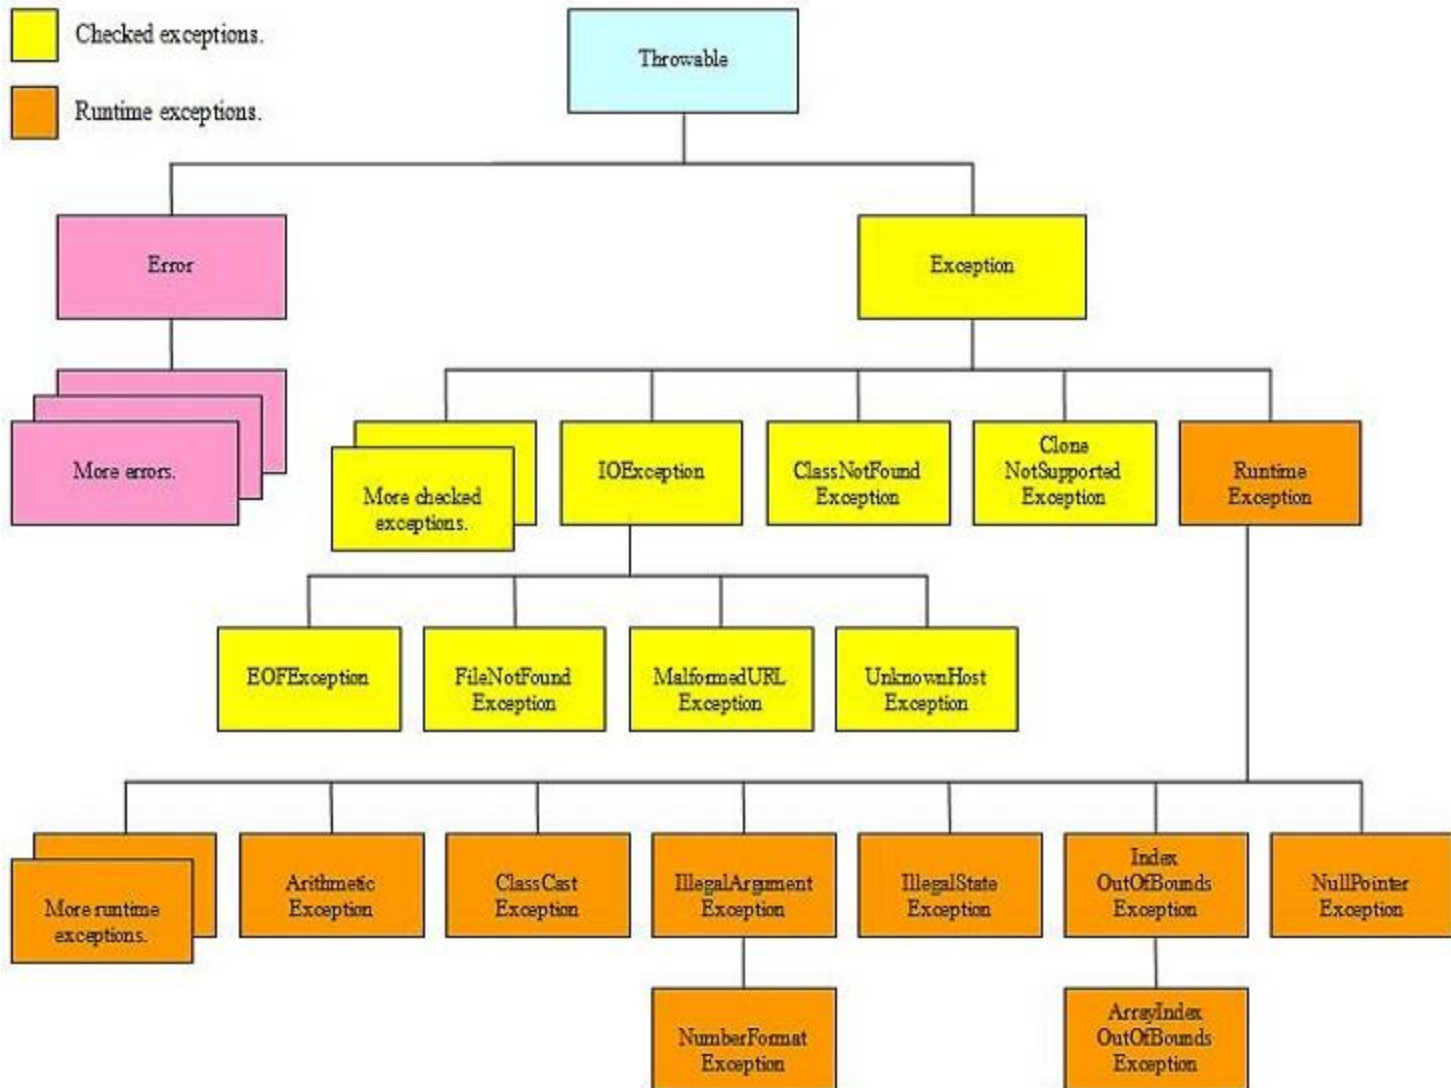 Checked exceptions.
Runtime exceptions.
Throwable
Error
Exception
More errors.
More checked
exceptions.
IOException
ClassNotFound
Exception
Clone
NotSupported
Exception
Runtime
Exception
EOFException
FileNotFound
Exception
MalformedURL
Exception
UnknownHost
Exception
More runtime
exceptions.
Arithmetic
Exception
ClassCast
Exception
IllegalArgument
Exception
IllegalState
Exception
Index
OutOfBounds
Exception
NullPointer
Exception
NumberFormat
Exception
ArrayIndex
OutOfBounds
Exception